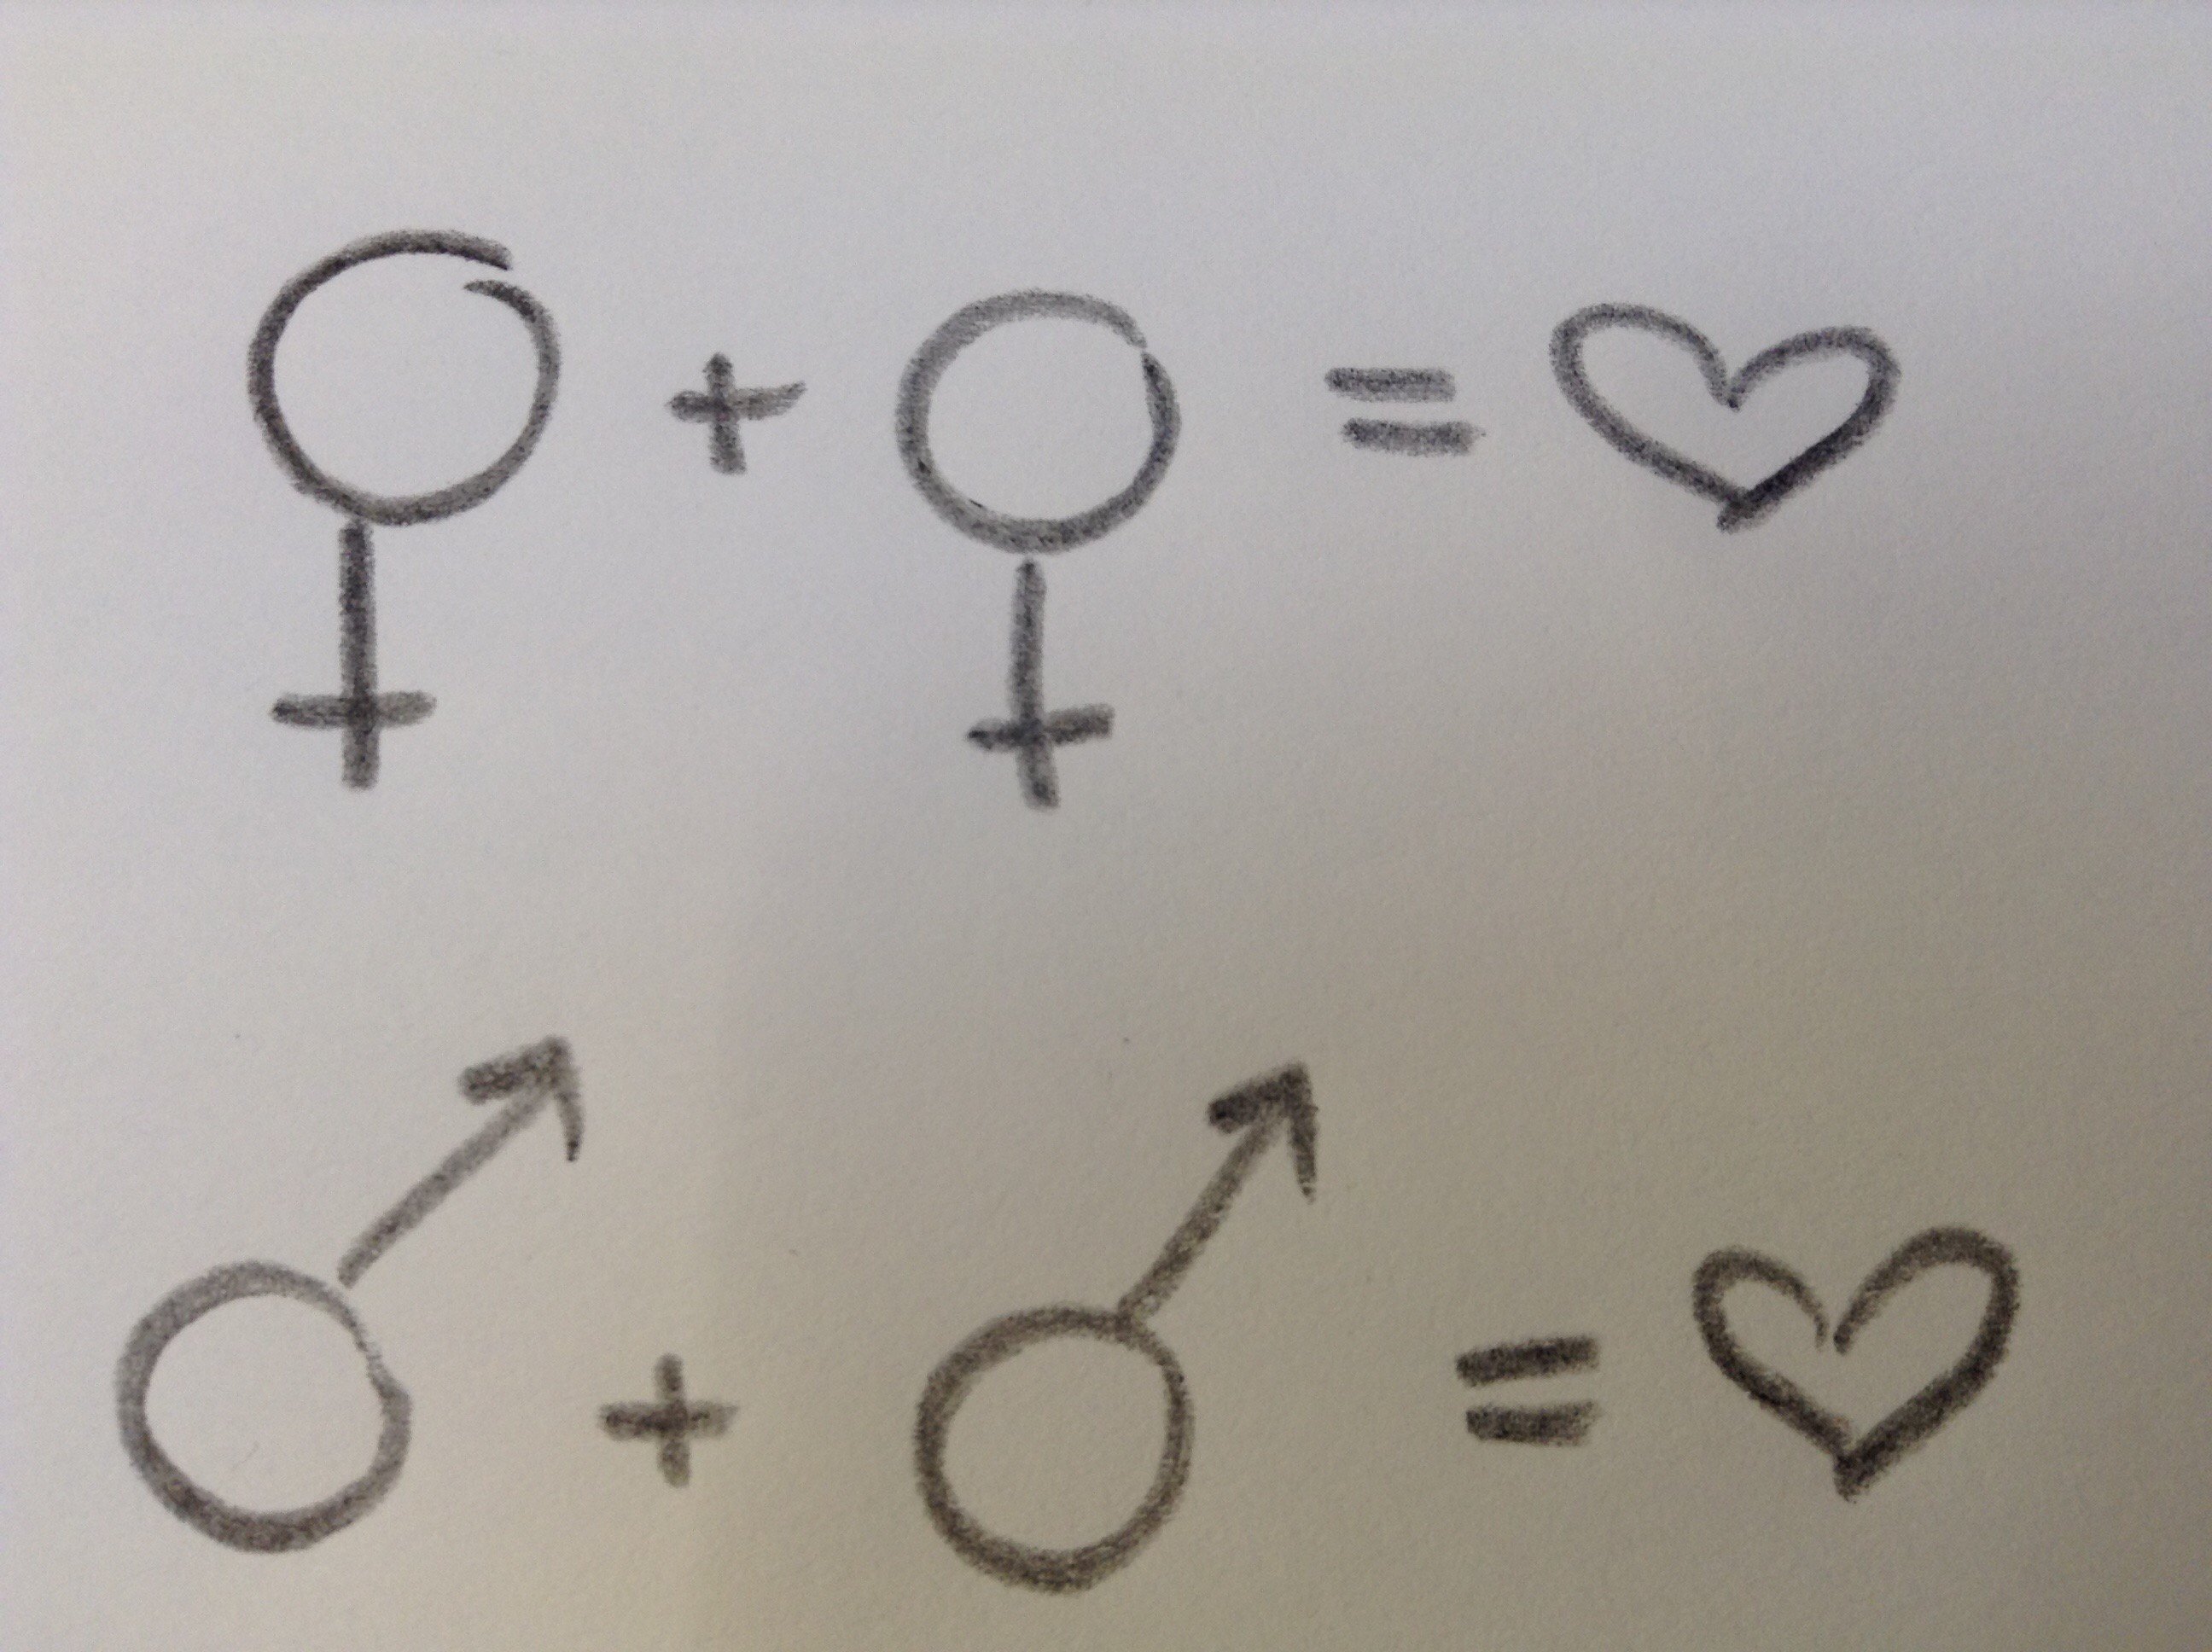 ♀ + ♀ = ♡
♂ + ♂ = ♡